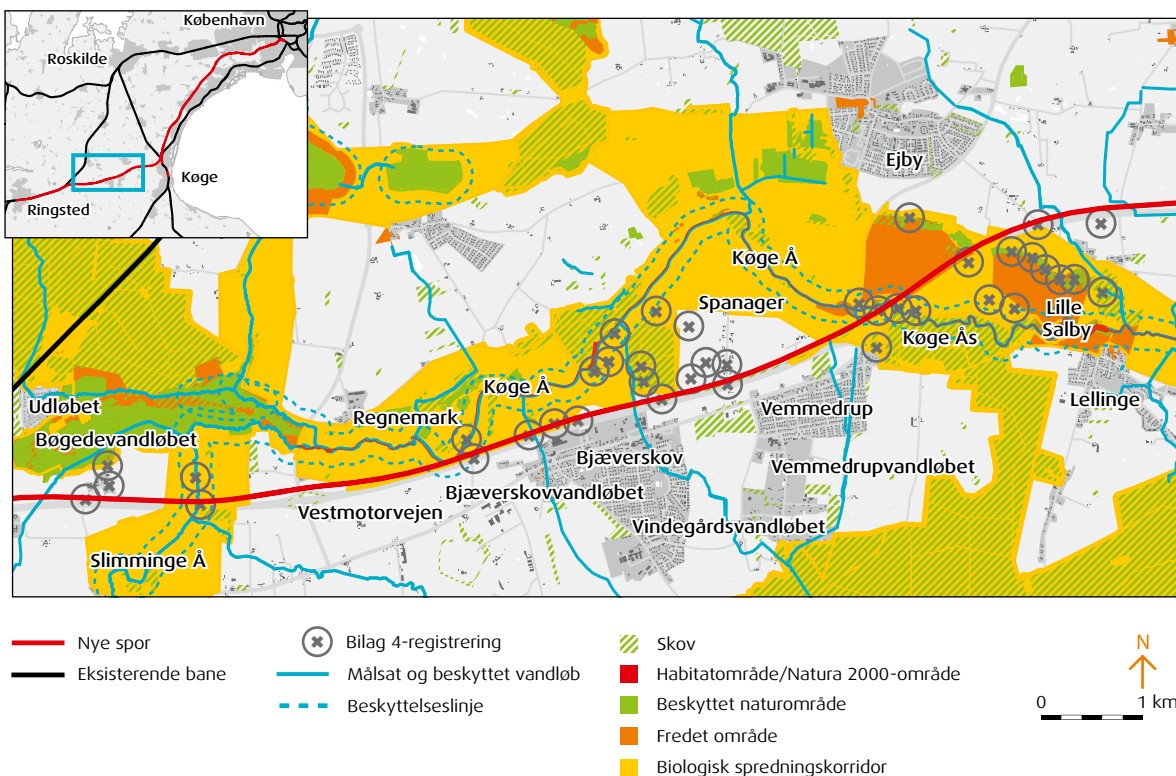 København
Roskilde
Køge
Ringsted
Ejby
Køge Å
Spanager
Lille
Salby
Køge Ås
Køge Å
Udløbet
Regnemark
Lellinge
Vemmedrup
Bøgedevandløbet
Bjæverskov
Vemmedrupvandløbet
Bjæverskovvandløbet
Vestmotorvejen
Vindegårdsvandløbet
Slimminge Å
Nye spor
Eksisterende bane
Bilag 4-registrering
Målsat og beskyttet vandløb
Beskyttelseslinje
Skov
Habitatområde/Natura 2000-område
Beskyttet naturområde
Fredet område
Biologisk spredningskorridor
N
0 1 km